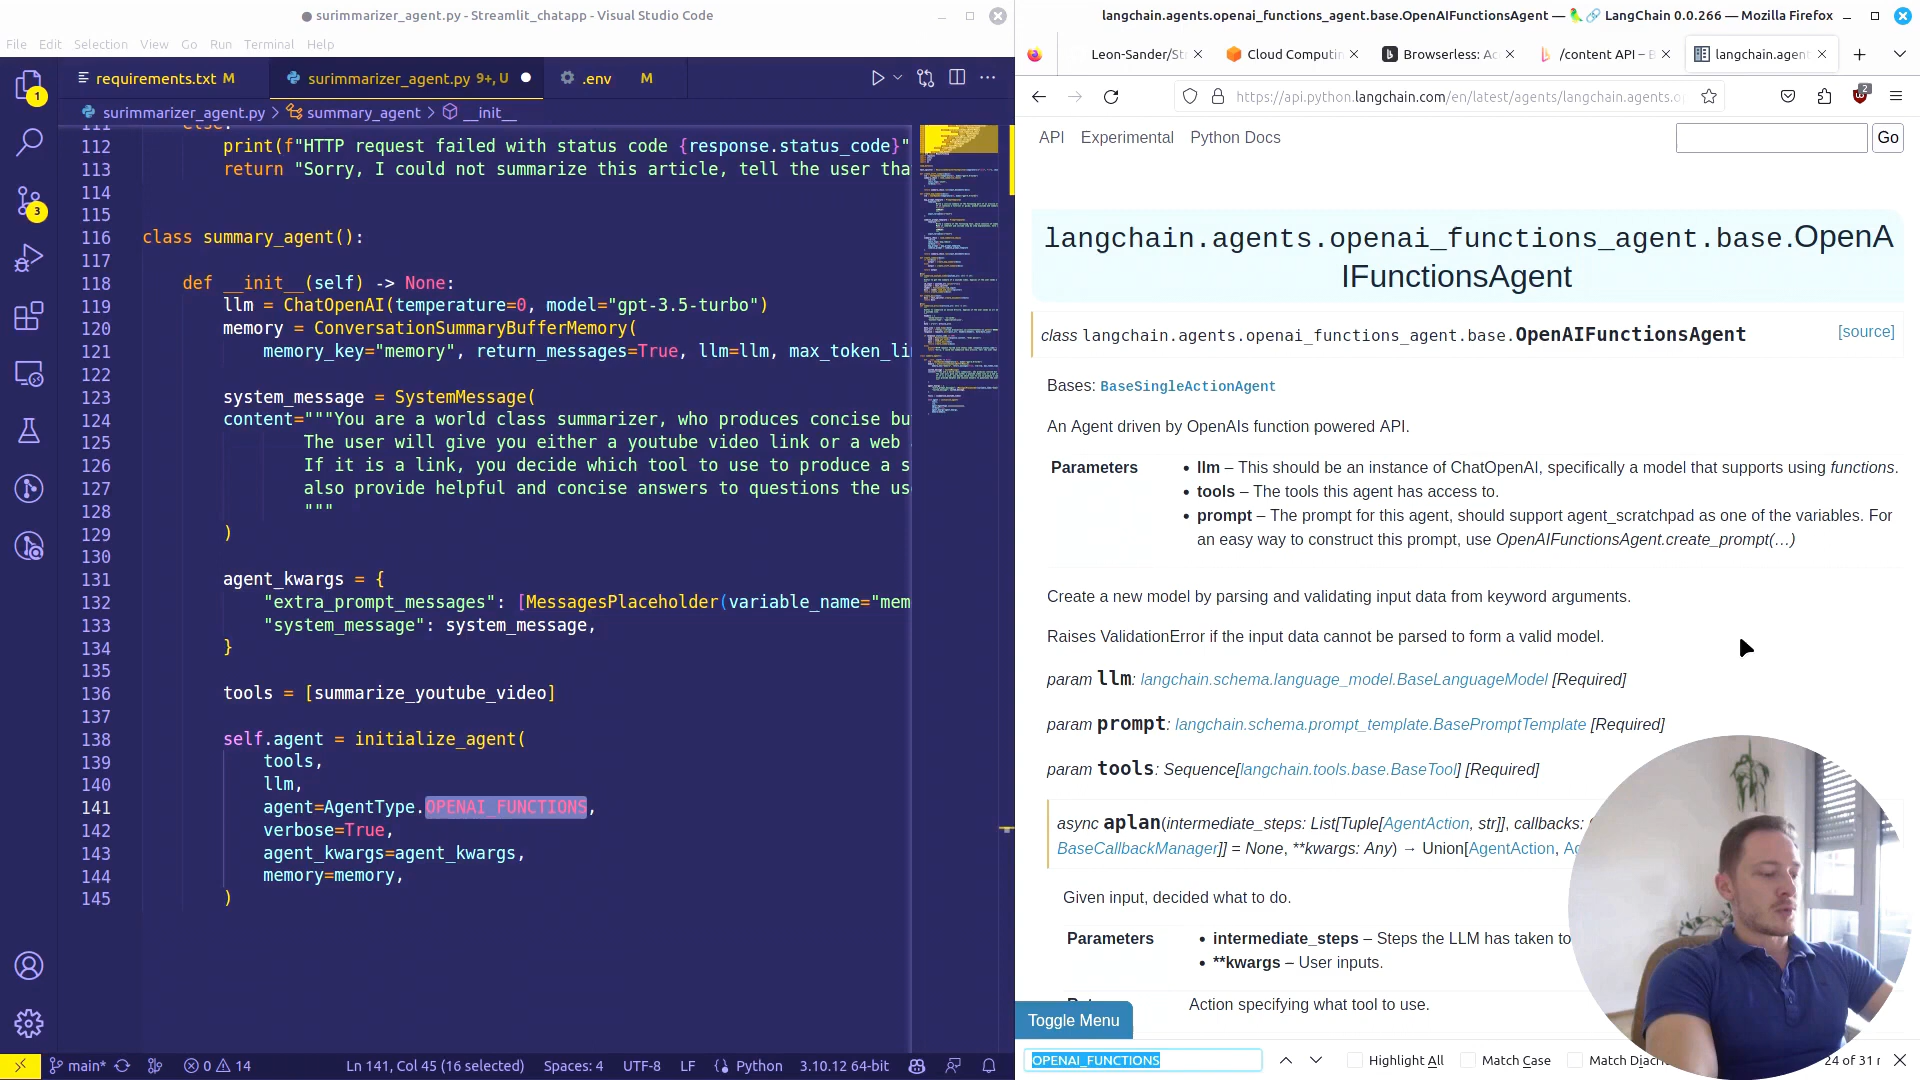 surimmarizer_agent.py - Streamlit_chatapp - Visual Studio Code
File Edit Selection View Go Run Terminal Help
requirements.txt M
surimmarizer_agent.py 9+, U
.env M
surimmarizer_agent.py > summary_agent > __init__
1
3
112 print(f"HTTP request failed with status code {response.status_code}"
113 return "Sorry, I could not summarize this article, tell the user tha
114
115
116 class summary_agent():
117
118 def __init__(self) -> None:
119 llm = ChatOpenAI(temperature=0, model="gpt-3.5-turbo")
120 memory = ConversationSummaryBufferMemory(
121 memory_key="memory", return_messages=True, llm=llm, max_token_li
122
123 system_message = SystemMessage(
124 content="""You are a world class summarizer, who produces concise bu
125 The user will give you either a youtube video link or a web
126 If it is a link, you decide which tool to use to produce a s
127 also provide helpful and concise answers to questions the us
128 """
129 )
130
131 agent_kwargs = {
132 "extra_prompt_messages": [MessagesPlaceholder(variable_name="mem
133 "system_message": system_message,
134 }
135
136 tools = [summarize_youtube_video]
137
138 self.agent = initialize_agent(
139 tools,
140 llm,
141 agent=AgentType.OPENAI_FUNCTIONS,
142 verbose=True,
143 agent_kwargs=agent_kwargs,
144 memory=memory,
145 )
main* 0 14 Ln 141, Col 45 (16 selected) Spaces: 4 UTF-8 LF Python 3.10.12 64-bit
langchain.agents.openai_functions_agent.base.OpenAIFunctionsAgent — 🦜🔗 LangChain 0.0.266 — Mozilla Firefox
Leon-Sander/St
Cloud Computin
Browserless: Ac
/content API – B
langchain.agent
https://api.python.langchain.com/en/latest/agents/langchain.agents.o
2
API Experimental Python Docs
Go
langchain.agents.openai_functions_agent.base.OpenA
IFunctionsAgent
class langchain.agents.openai_functions_agent.base.OpenAIFunctionsAgent [source]
Bases: BaseSingleActionAgent
An Agent driven by OpenAIs function powered API.
Parameters
• llm – This should be an instance of ChatOpenAI, specifically a model that supports using functions.
• tools – The tools this agent has access to.
• prompt – The prompt for this agent, should support agent_scratchpad as one of the variables. For
an easy way to construct this prompt, use OpenAIFunctionsAgent.create_prompt(…)
Create a new model by parsing and validating input data from keyword arguments.
Raises ValidationError if the input data cannot be parsed to form a valid model.
param llm: langchain.schema.language_model.BaseLanguageModel [Required]
param prompt: langchain.schema.prompt_template.BasePromptTemplate [Required]
param tools: Sequence[langchain.tools.base.BaseTool] [Required]
async aplan(intermediate_steps: List[Tuple[AgentAction, str]], callbacks:
BaseCallbackManager]] = None, **kwargs: Any) → Union[AgentAction, Ac
Given input, decided what to do.
Parameters
• intermediate_steps – Steps the LLM has taken to
• **kwargs – User inputs.
Action specifying what tool to use.
Toggle Menu
OPENAI_FUNCTIONS
Highlight All
Match Case
Match Diac
24 of 31